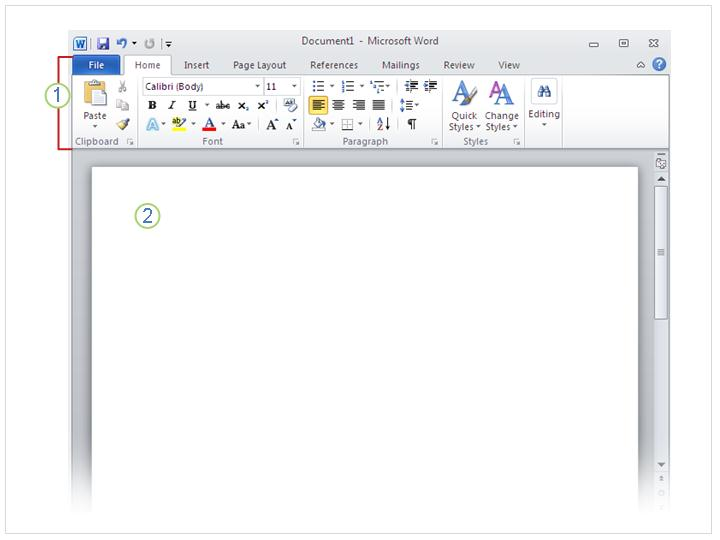 Document1 - Microsoft Word
File Home Insert Page Layout References Mailings Review View
1
Calibri (Body) 11
Paste
B I U abc x₂ x²
Aa A A
Quick Styles
Change Styles
Editing
Clipboard Font Paragraph Styles
2